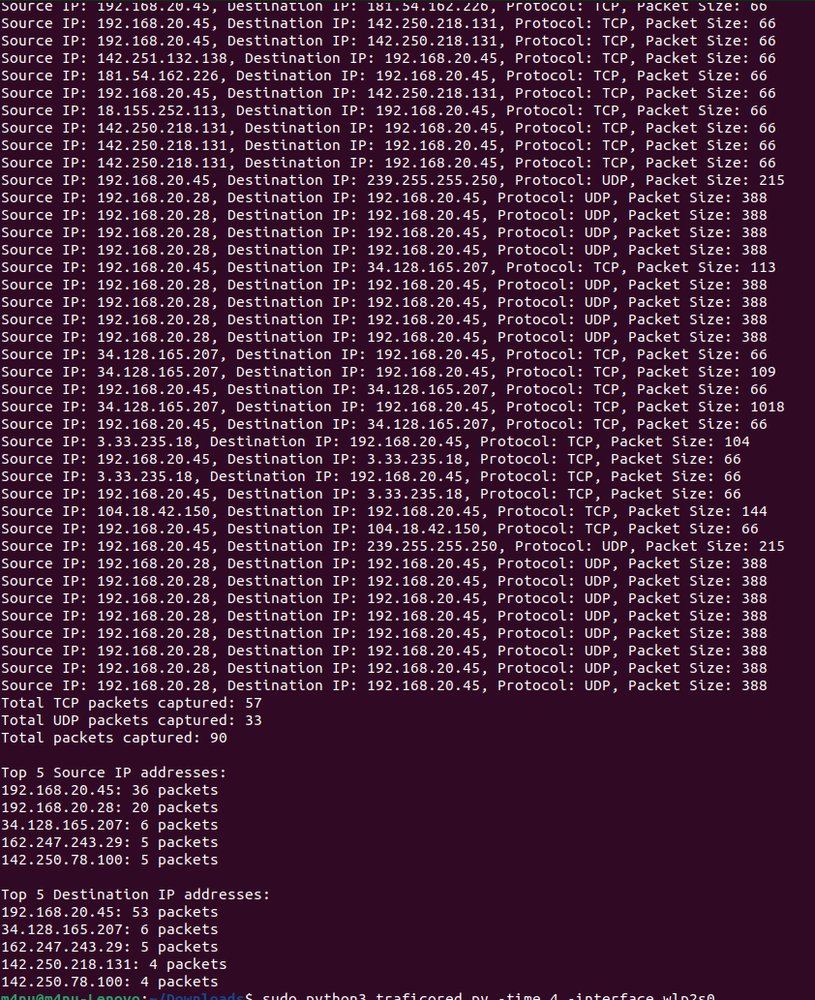 Source IP: 192.168.20.45, Destination IP: 181.54.162.226, Protocol: TCP, Packet Size: 66
Source IP: 192.168.20.45, Destination IP: 142.250.218.131, Protocol: TCP, Packet Size: 66
Source IP: 192.168.20.45, Destination IP: 142.250.218.131, Protocol: TCP, Packet Size: 66
Source IP: 142.251.132.138, Destination IP: 192.168.20.45, Protocol: TCP, Packet Size: 66
Source IP: 181.54.162.226, Destination IP: 192.168.20.45, Protocol: TCP, Packet Size: 66
Source IP: 192.168.20.45, Destination IP: 142.250.218.131, Protocol: TCP, Packet Size: 66
Source IP: 18.155.252.113, Destination IP: 192.168.20.45, Protocol: TCP, Packet Size: 66
Source IP: 142.250.218.131, Destination IP: 192.168.20.45, Protocol: TCP, Packet Size: 66
Source IP: 142.250.218.131, Destination IP: 192.168.20.45, Protocol: TCP, Packet Size: 66
Source IP: 142.250.218.131, Destination IP: 192.168.20.45, Protocol: TCP, Packet Size: 66
Source IP: 192.168.20.45, Destination IP: 239.255.255.250, Protocol: UDP, Packet Size: 215
Source IP: 192.168.20.28, Destination IP: 192.168.20.45, Protocol: UDP, Packet Size: 388
Source IP: 192.168.20.28, Destination IP: 192.168.20.45, Protocol: UDP, Packet Size: 388
Source IP: 192.168.20.28, Destination IP: 192.168.20.45, Protocol: UDP, Packet Size: 388
Source IP: 192.168.20.28, Destination IP: 192.168.20.45, Protocol: UDP, Packet Size: 388
Source IP: 192.168.20.45, Destination IP: 34.128.165.207, Protocol: TCP, Packet Size: 113
Source IP: 192.168.20.28, Destination IP: 192.168.20.45, Protocol: UDP, Packet Size: 388
Source IP: 192.168.20.28, Destination IP: 192.168.20.45, Protocol: UDP, Packet Size: 388
Source IP: 192.168.20.28, Destination IP: 192.168.20.45, Protocol: UDP, Packet Size: 388
Source IP: 192.168.20.28, Destination IP: 192.168.20.45, Protocol: UDP, Packet Size: 388
Source IP: 34.128.165.207, Destination IP: 192.168.20.45, Protocol: TCP, Packet Size: 66
Source IP: 34.128.165.207, Destination IP: 192.168.20.45, Protocol: TCP, Packet Size: 109
Source IP: 192.168.20.45, Destination IP: 34.128.165.207, Protocol: TCP, Packet Size: 66
Source IP: 34.128.165.207, Destination IP: 192.168.20.45, Protocol: TCP, Packet Size: 1018
Source IP: 192.168.20.45, Destination IP: 34.128.165.207, Protocol: TCP, Packet Size: 66
Source IP: 3.33.235.18, Destination IP: 192.168.20.45, Protocol: TCP, Packet Size: 104
Source IP: 192.168.20.45, Destination IP: 3.33.235.18, Protocol: TCP, Packet Size: 66
Source IP: 3.33.235.18, Destination IP: 192.168.20.45, Protocol: TCP, Packet Size: 66
Source IP: 192.168.20.45, Destination IP: 3.33.235.18, Protocol: TCP, Packet Size: 66
Source IP: 104.18.42.150, Destination IP: 192.168.20.45, Protocol: TCP, Packet Size: 144
Source IP: 192.168.20.45, Destination IP: 104.18.42.150, Protocol: TCP, Packet Size: 66
Source IP: 192.168.20.45, Destination IP: 239.255.255.250, Protocol: UDP, Packet Size: 215
Source IP: 192.168.20.28, Destination IP: 192.168.20.45, Protocol: UDP, Packet Size: 388
Source IP: 192.168.20.28, Destination IP: 192.168.20.45, Protocol: UDP, Packet Size: 388
Source IP: 192.168.20.28, Destination IP: 192.168.20.45, Protocol: UDP, Packet Size: 388
Source IP: 192.168.20.28, Destination IP: 192.168.20.45, Protocol: UDP, Packet Size: 388
Source IP: 192.168.20.28, Destination IP: 192.168.20.45, Protocol: UDP, Packet Size: 388
Source IP: 192.168.20.28, Destination IP: 192.168.20.45, Protocol: UDP, Packet Size: 388
Source IP: 192.168.20.28, Destination IP: 192.168.20.45, Protocol: UDP, Packet Size: 388
Source IP: 192.168.20.28, Destination IP: 192.168.20.45, Protocol: UDP, Packet Size: 388
Total TCP packets captured: 57
Total UDP packets captured: 33
Total packets captured: 90
Top 5 Source IP addresses:
192.168.20.45: 36 packets
192.168.20.28: 20 packets
34.128.165.207: 6 packets
162.247.243.29: 5 packets
142.250.78.100: 5 packets
Top 5 Destination IP addresses:
192.168.20.45: 53 packets
34.128.165.207: 6 packets
162.247.243.29: 5 packets
142.250.218.131: 4 packets
142.250.78.100: 4 packets
m4nu@m4nu-Lenovo:~/Downloads$ sudo python3 traficored.py -time 4 -interface wlp2s0